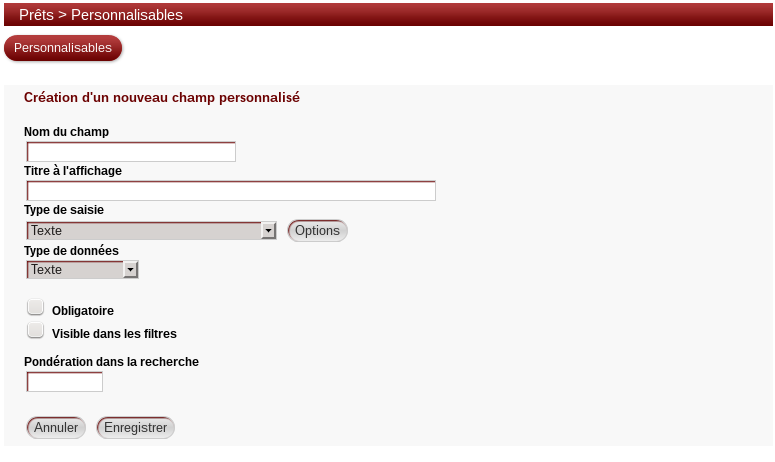 Prêts > Personnalisables
Personnalisables
Création d'un nouveau champ personnalisé
Nom du champ
Titre à l'affichage
Type de saisie
Texte Options
Type de données
Texte
Obligatoire
Visible dans les filtres
Pondération dans la recherche
Annuler Enregistrer